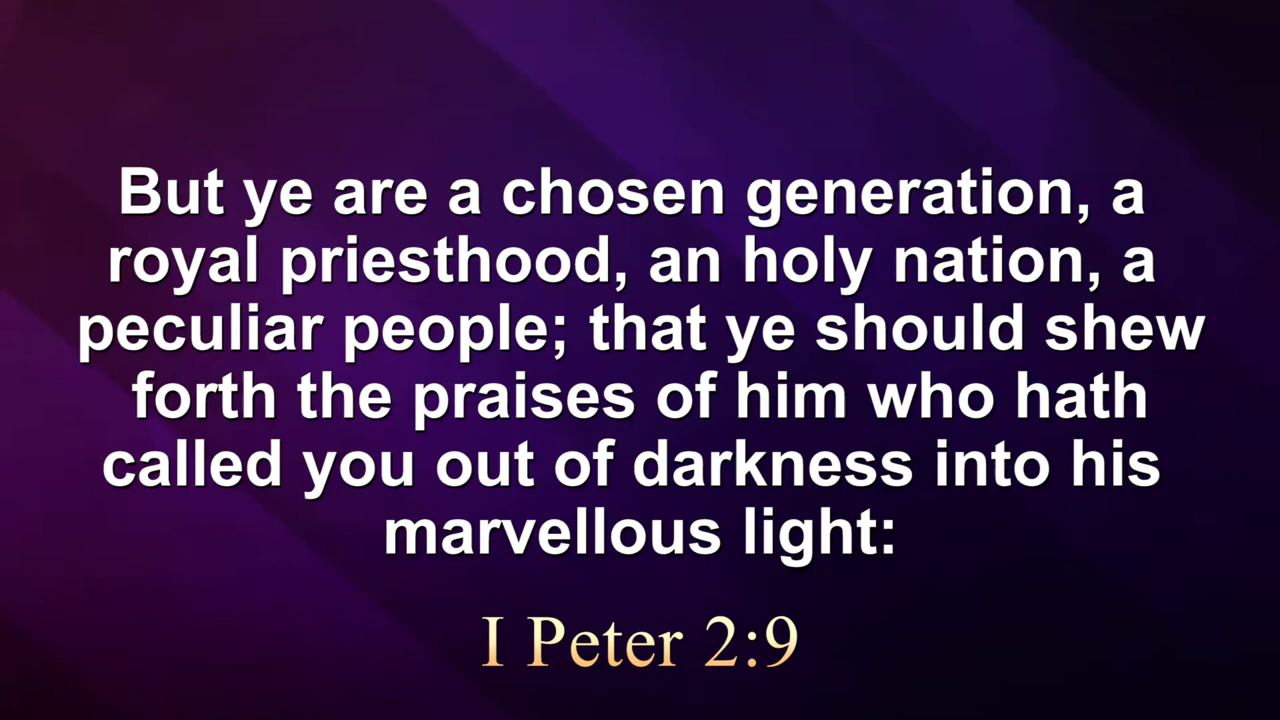 But ye are a chosen generation, a
royal priesthood, an holy nation, a
peculiar people; that ye should shew
forth the praises of him who hath
called you out of darkness into his
marvellous light:
I Peter 2:9